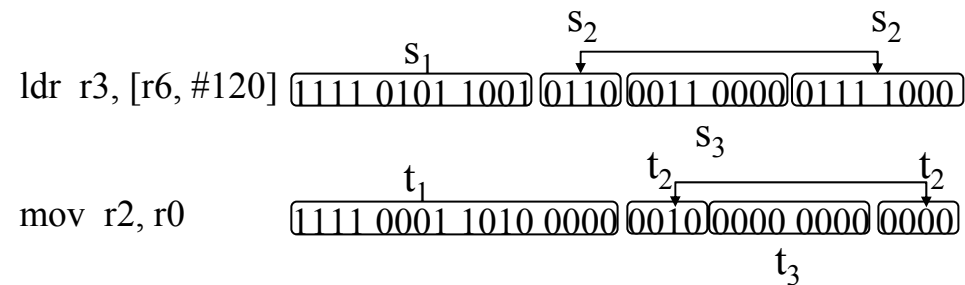 s2 s2
s1
ldr r3, [r6, #120] 1111 0101 1001 0110 0011 0000 0111 1000
s3
t1 t2 t2
mov r2, r0 1111 0001 1010 0000 0010 0000 0000 0000
t3